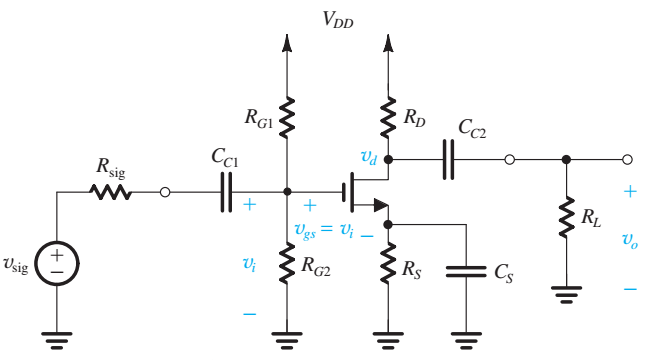 V_DD
R_G1
R_D
C_C2
R_sig
C_C1
v_d
+
+
+
v_gs = v_i −
R_L
v_sig
+
−
v_i
R_G2
R_S
C_S
v_o
−
−